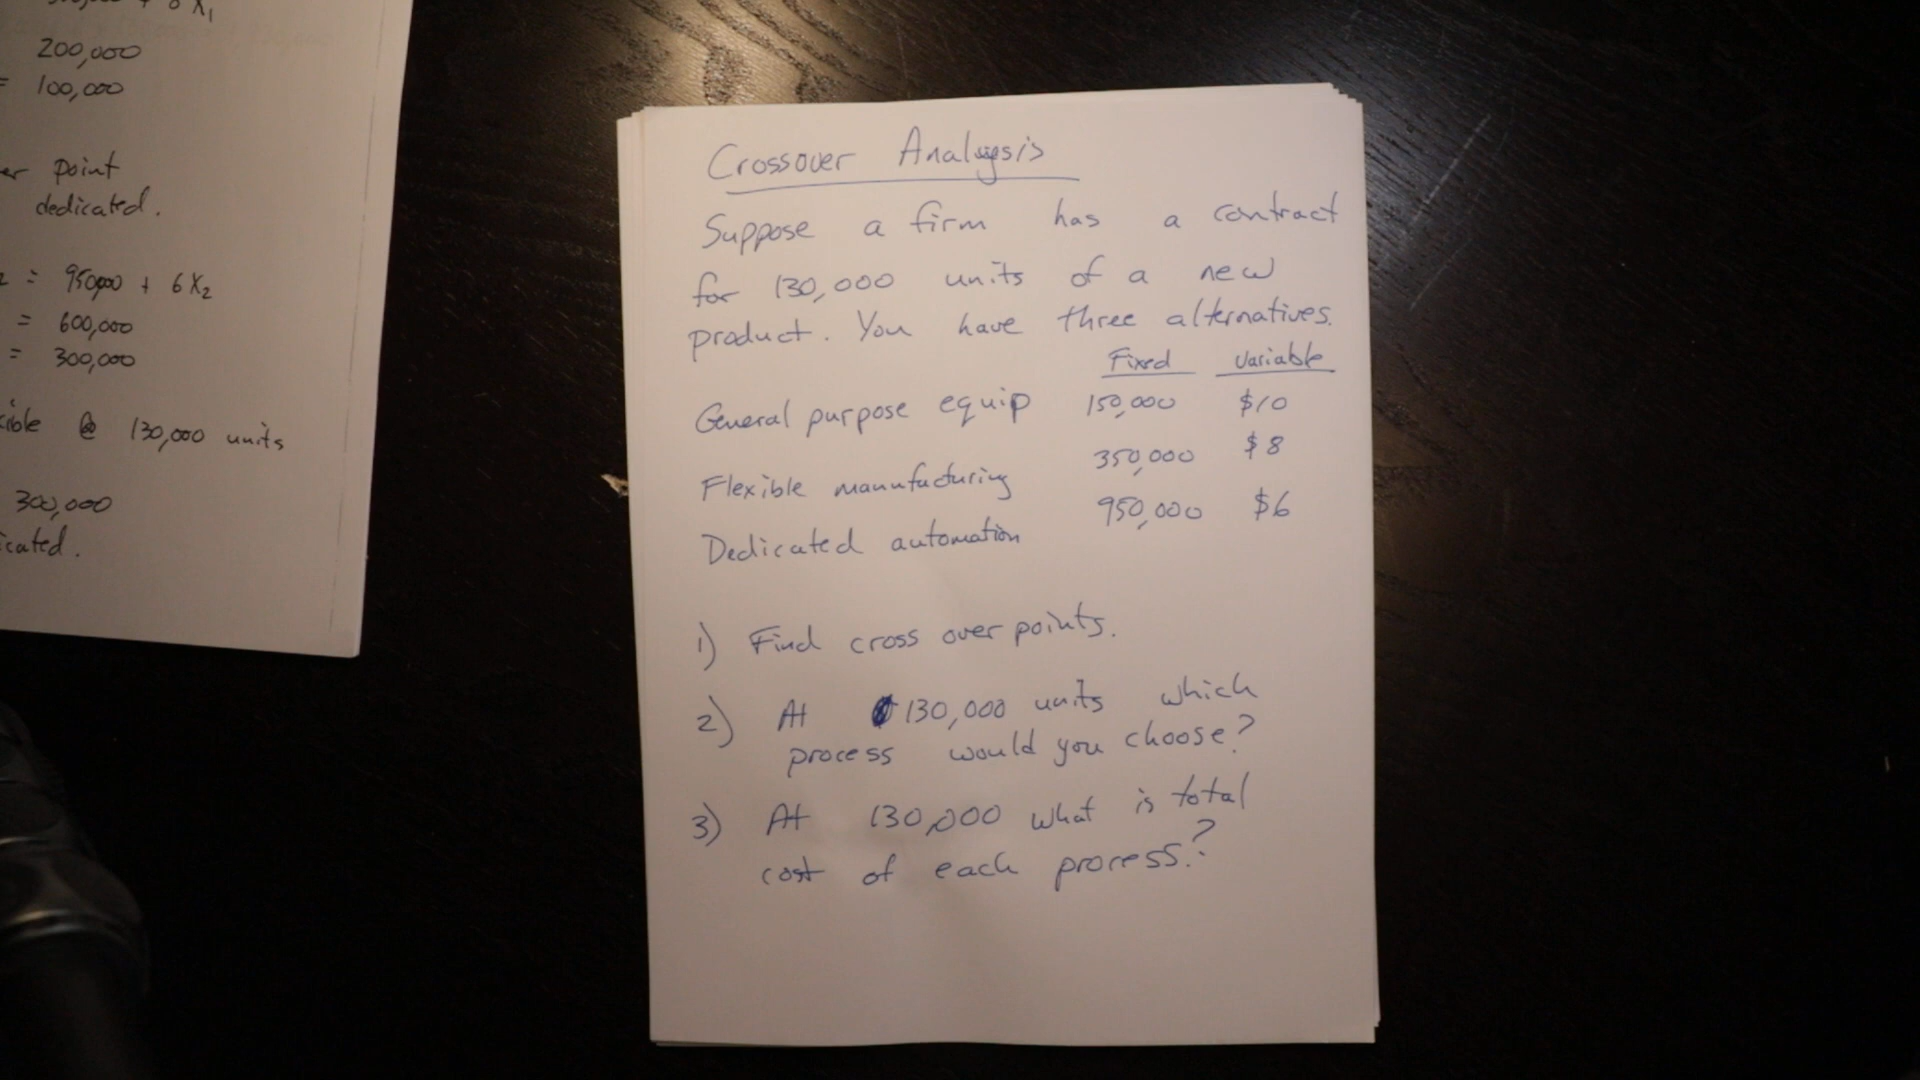 8 X1
200,000
= 100,000
point
dedicated.
= 950,000 + 6 X2
= 600,000
= 300,000
@ 130,000 units
300,000
Crossover Analysis
Suppose a firm has a contract
for 130,000 units of a new
product. You have three alternatives.
Fixed Variable
General purpose equip 150,000 $10
Flexible manufacturing 350,000 $8
Dedicated automation 950,000 $6
1) Find cross over points.
2) At 130,000 units which
process would you choose?
3) At 130,000 what is total
cost of each process?